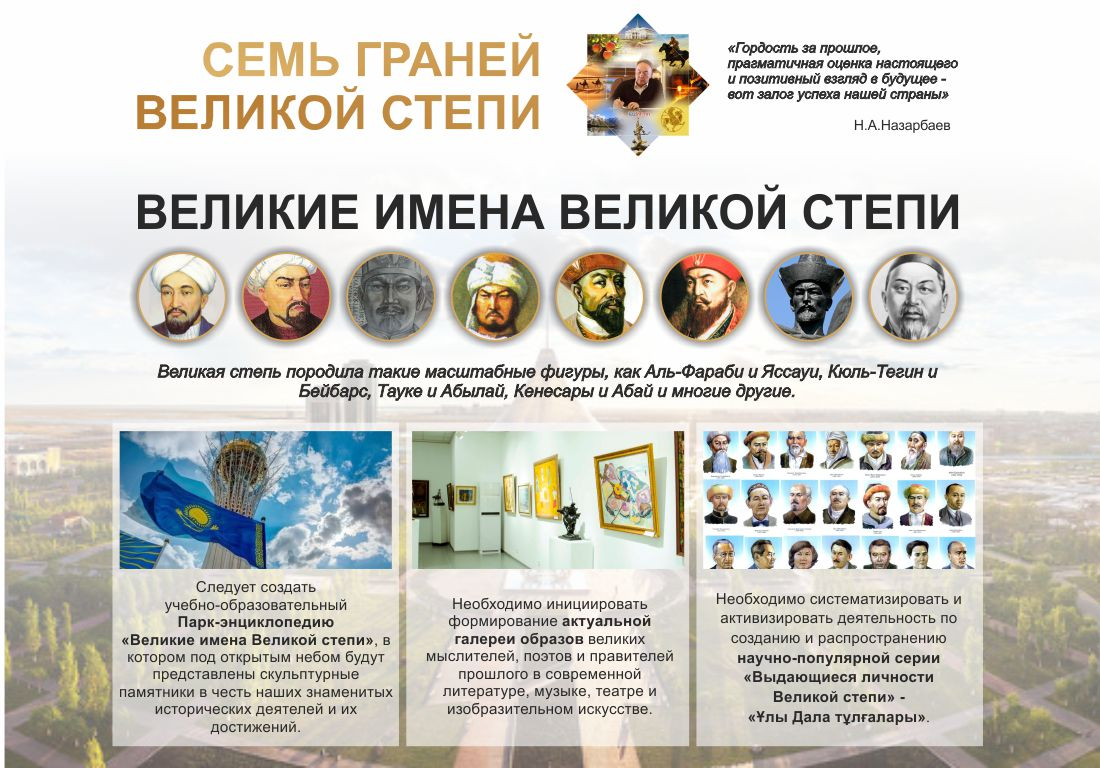 СЕМЬ ГРАНЕЙ
ВЕЛИКОЙ СТЕПИ
«Гордость за прошлое,
прагматичная оценка настоящего
и позитивный взгляд в будущее -
вот залог успеха нашей страны»
Н.А.Назарбаев
ВЕЛИКИЕ ИМЕНА ВЕЛИКОЙ СТЕПИ
Великая степь породила такие масштабные фигуры, как Аль-Фараби и Яссауи, Кюль-Тегин и
Бейбарс, Тауке и Абылай, Кенесары и Абай и многие другие.
Следует создать
учебно-образовательный
Парк-энциклопедию
«Великие имена Великой степи», в
котором под открытым небом будут
представлены скульптурные
памятники в честь наших знаменитых
исторических деятелей и их
достижений.
Необходимо инициировать
формирование актуальной
галереи образов великих
мыслителей, поэтов и правителей
прошлого в современной
литературе, музыке, театре и
изобразительном искусстве.
Необходимо систематизировать и
активизировать деятельность по
созданию и распространению
научно-популярной серии
«Выдающиеся личности
Великой степи» -
«Ұлы Дала тұлғалары».